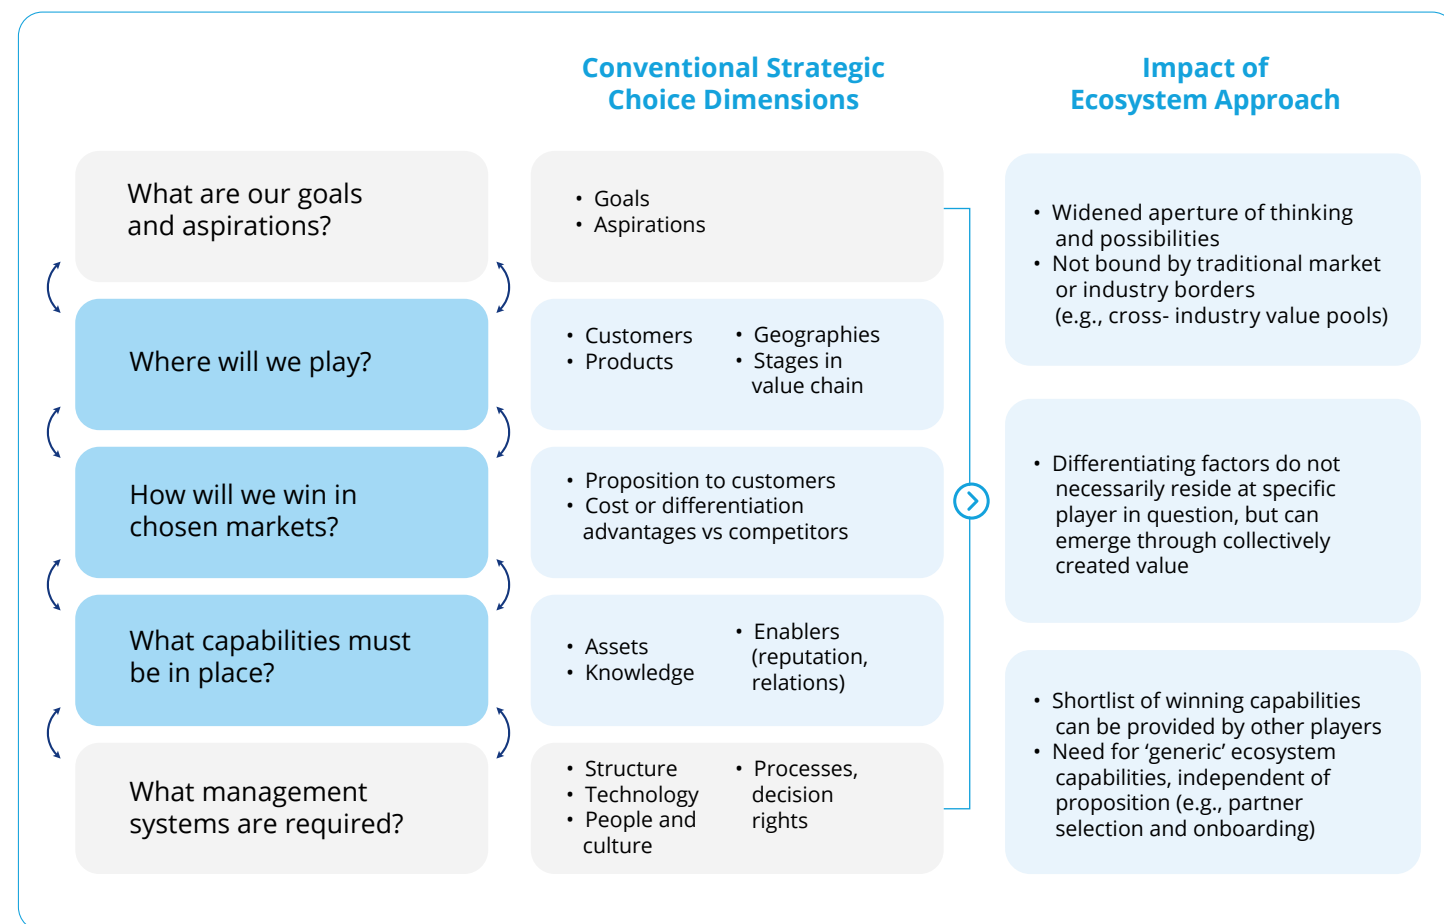 Conventional Strategic
Choice Dimensions
Impact of
Ecosystem Approach
What are our goals
and aspirations?
• Goals
• Aspirations
Where will we play?
• Customers
• Products
• Geographies
• Stages in
value chain
How will we win in
chosen markets?
• Proposition to customers
• Cost or differentiation
advantages vs competitors
What capabilities must
be in place?
• Assets
• Knowledge
• Enablers
(reputation,
relations)
What management
systems are required?
• Structure
• Technology
• People and
culture
• Processes,
decision
rights
• Widened aperture of thinking
and possibilities
• Not bound by traditional market
or industry borders
(e.g., cross- industry value pools)
• Differentiating factors do not
necessarily reside at specific
player in question, but can
emerge through collectively
created value
• Shortlist of winning capabilities
can be provided by other players
• Need for ‘generic’ ecosystem
capabilities, independent of
proposition (e.g., partner
selection and onboarding)